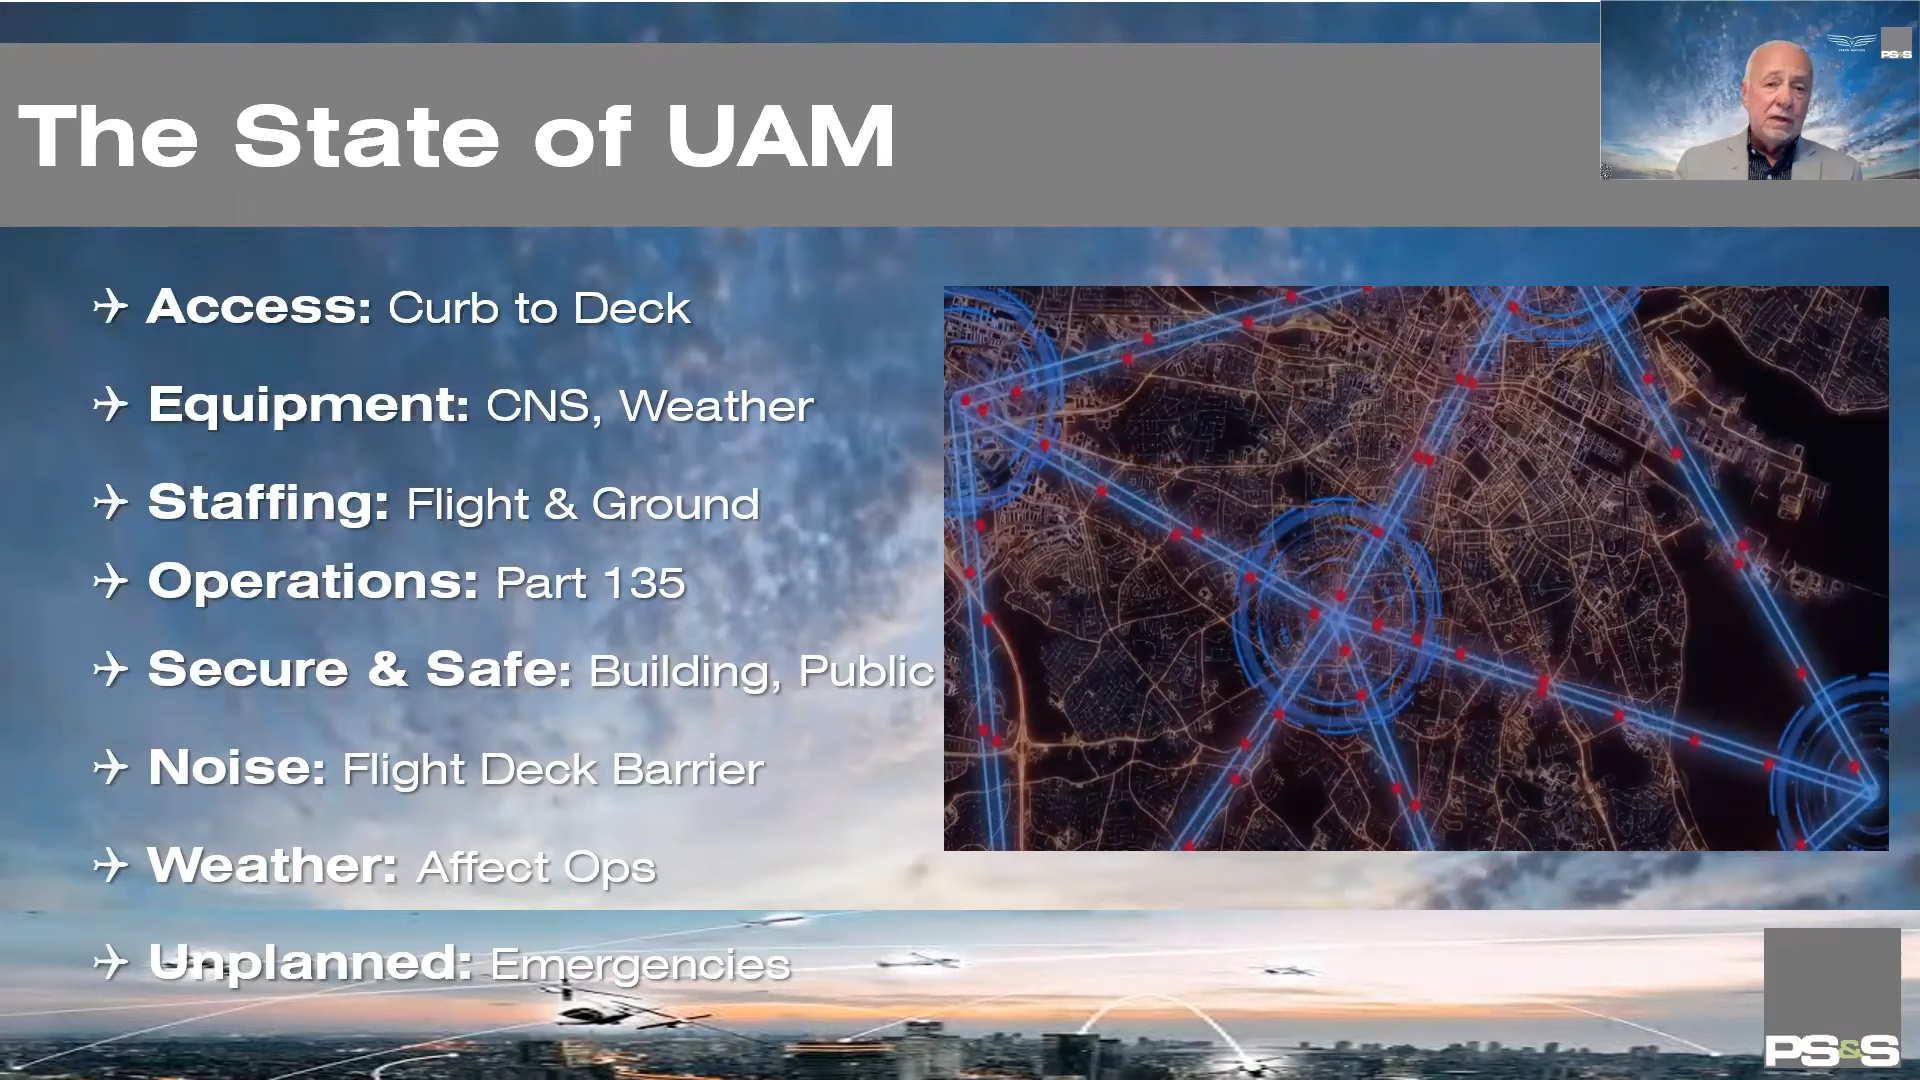 The State of UAM
PS&S
Access: Curb to Deck
Equipment: CNS, Weather
Staffing: Flight & Ground
Operations: Part 135
Secure & Safe: Building, Public
Noise: Flight Deck Barrier
Weather: Affect Ops
Unplanned: Emergencies
PS&S